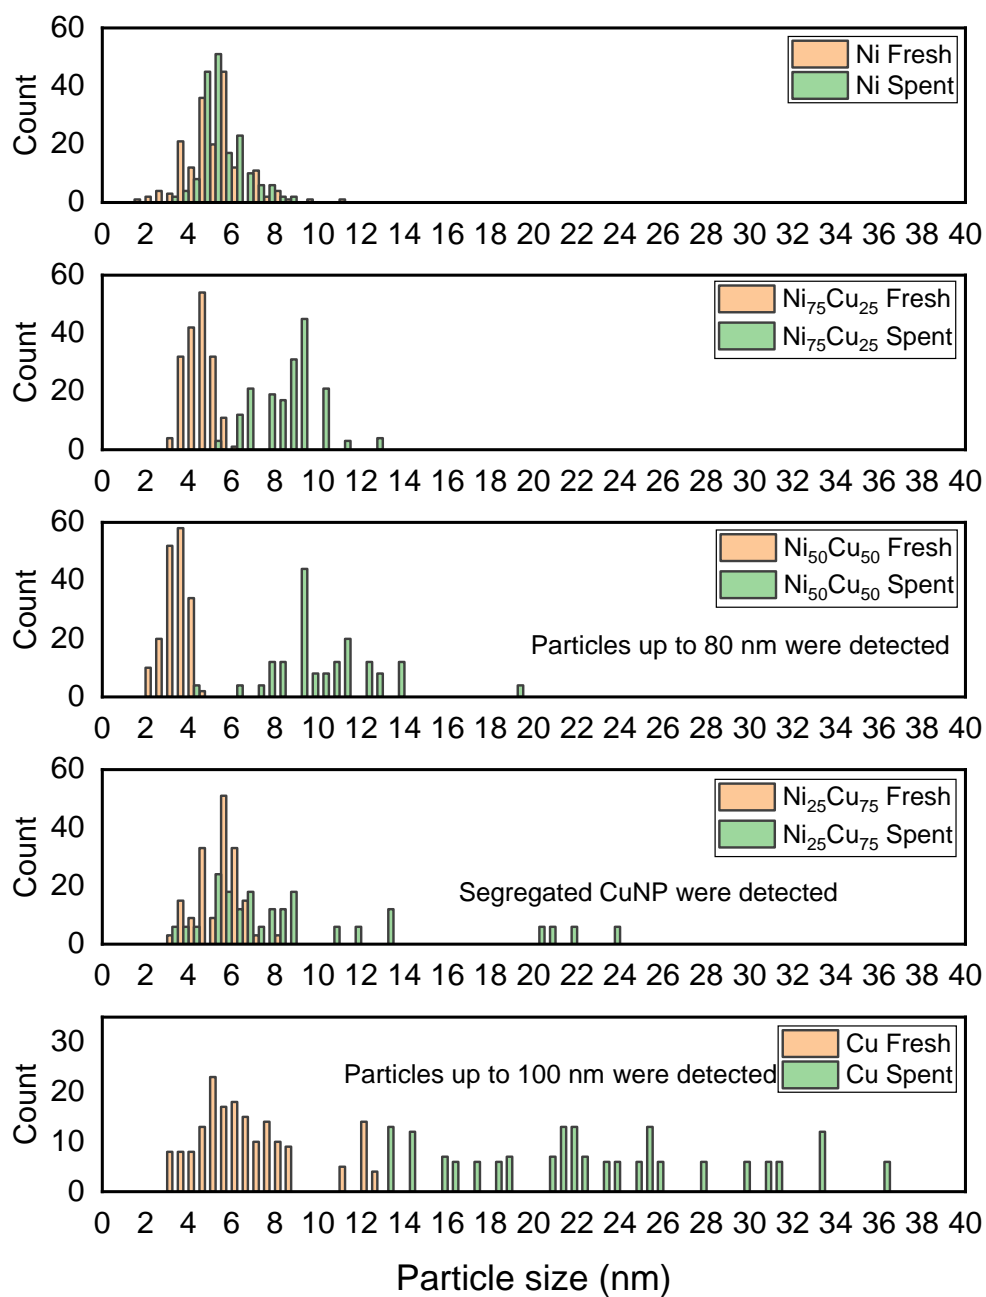 60
40
20
0
Count
Ni Fresh
Ni Spent
0 2 4 6 8 10 12 14 16 18 20 22 24 26 28 30 32 34 36 38 40
60
40
20
0
Count
Ni₇₅Cu₂₅ Fresh
Ni₇₅Cu₂₅ Spent
0 2 4 6 8 10 12 14 16 18 20 22 24 26 28 30 32 34 36 38 40
60
40
20
0
Count
Ni₅₀Cu₅₀ Fresh
Ni₅₀Cu₅₀ Spent
Particles up to 80 nm were detected
0 2 4 6 8 10 12 14 16 18 20 22 24 26 28 30 32 34 36 38 40
60
40
20
0
Count
Ni₂₅Cu₇₅ Fresh
Ni₂₅Cu₇₅ Spent
Segregated CuNP were detected
0 2 4 6 8 10 12 14 16 18 20 22 24 26 28 30 32 34 36 38 40
30
20
10
0
Count
Cu Fresh
Cu Spent
Particles up to 100 nm were detected
0 2 4 6 8 10 12 14 16 18 20 22 24 26 28 30 32 34 36 38 40
Particle size (nm)